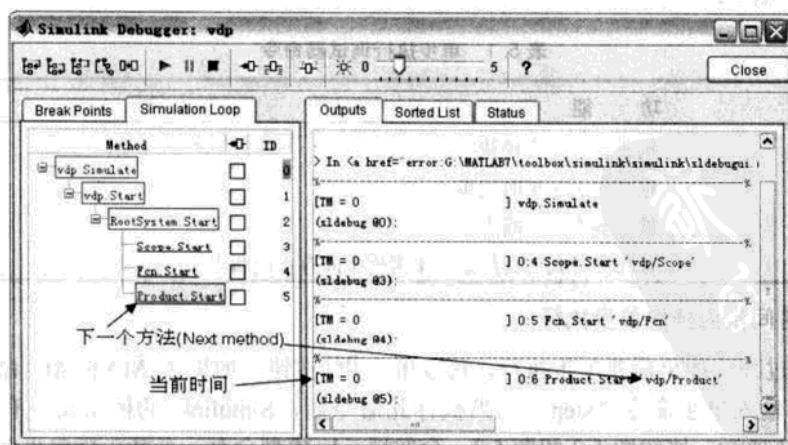 Simulink Debugger: vdp
0 5 ? Close
Break Points Simulation Loop
Method ID
vdp.Simulate 0
vdp.Start 1
RootSystem.Start 2
Scope.Start 3
Fcn.Start 4
Product.Start 5
下一个方法(Next method)
当前时间
Outputs Sorted List Status
> In <a href="error:G:\MATLAB7\toolbox\simulink\simulink\sldebugui.
%
[TM = 0 ] vdp.Simulate
(sldebug @0):
%
[TM = 0 ] 0:4 Scope.Start 'vdp/Scope'
(sldebug @3):
%
[TM = 0 ] 0:5 Fcn.Start 'vdp/Fcn'
(sldebug @4):
%
[TM = 0 ] 0:6 Product.Start 'vdp/Product'
(sldebug @5):